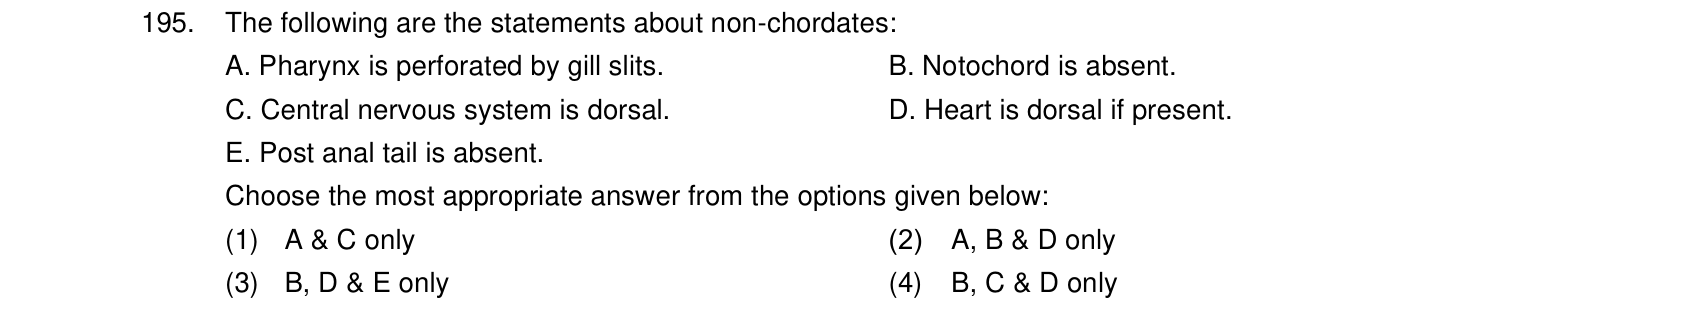 195. The following are the statements about non-chordates:
A. Pharynx is perforated by gill slits. B. Notochord is absent.
C. Central nervous system is dorsal. D. Heart is dorsal if present.
E. Post anal tail is absent.
Choose the most appropriate answer from the options given below:
(1) A & C only (2) A, B & D only
(3) B, D & E only (4) B, C & D only